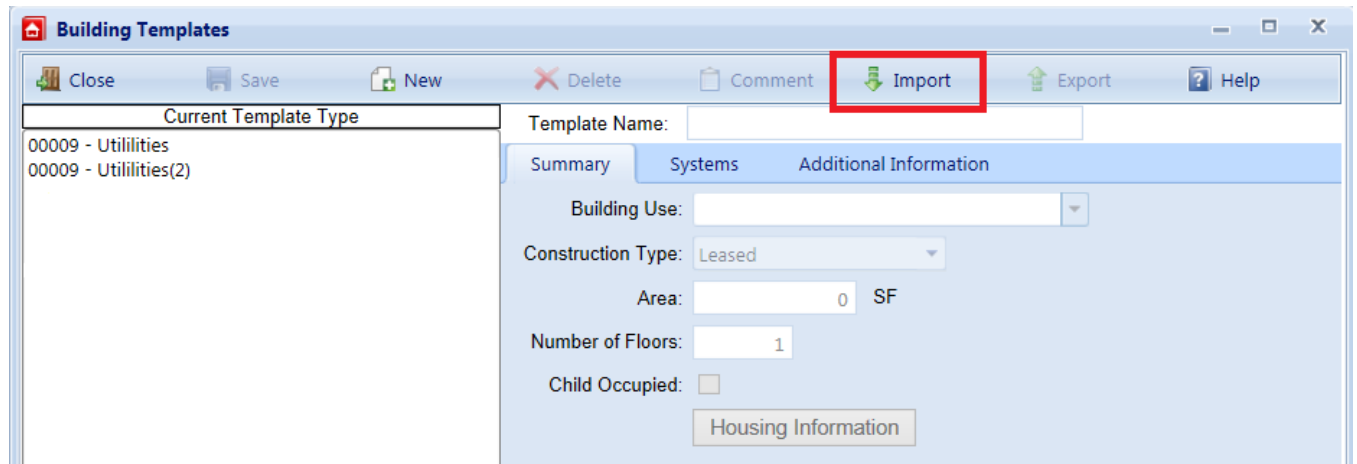 Building Templates
Close Save New Delete Comment Import Export Help
Current Template Type
00009 - Utililities
00009 - Utililities(2)
Template Name:
Summary Systems Additional Information
Building Use:
Construction Type: Leased
Area: 0 SF
Number of Floors: 1
Child Occupied:
Housing Information